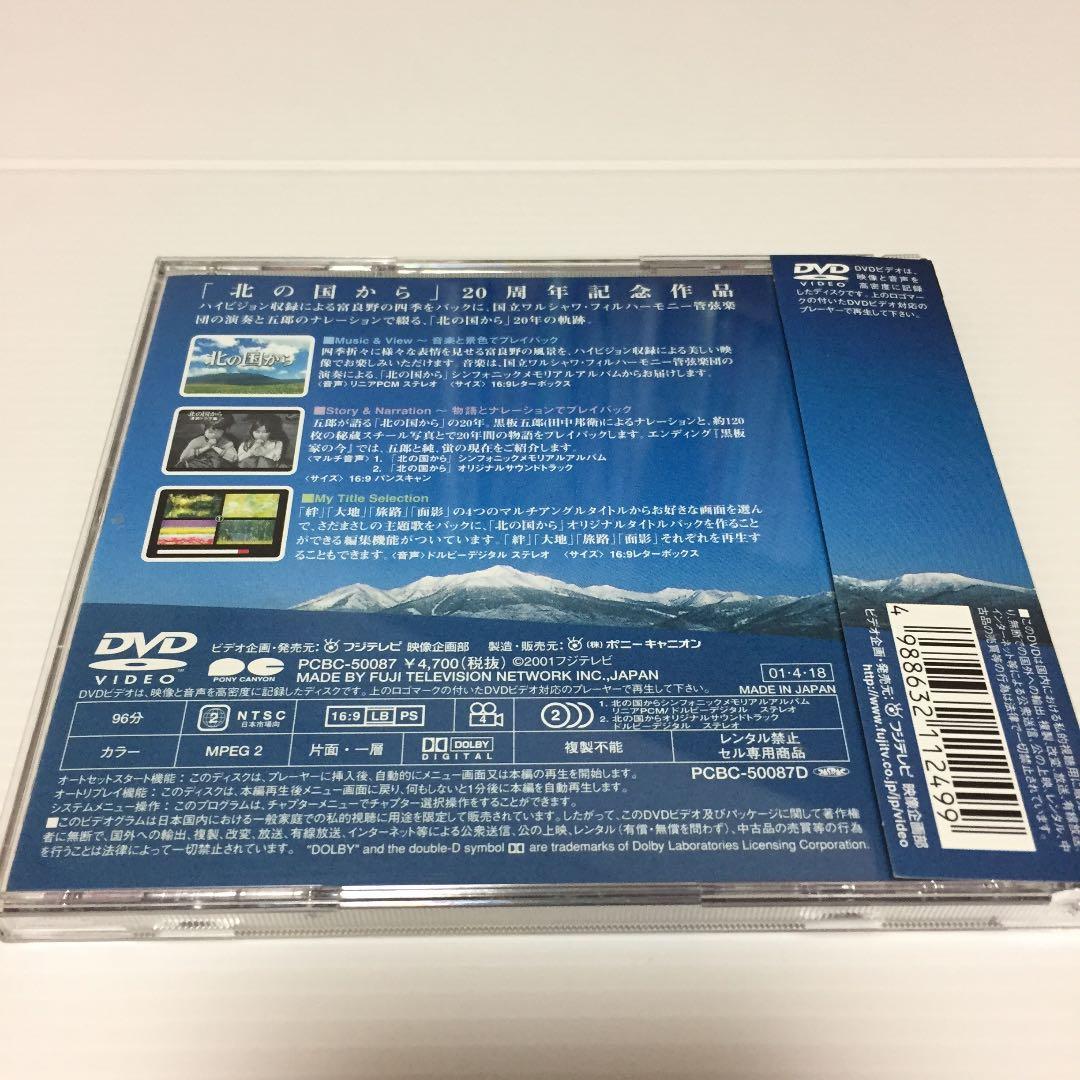 「北の国から」20周年記念作品
ハイビジョン収録による富良野の四季をバックに、国立ワルシャワ・フィルハーモニー管弦楽
団の演奏と五郎のナレーションで綴る、「北の国から」20年の軌跡。
北の国から
■Music & View ～ 音楽と景色でプレイバック
四季折々に様々な表情を見せる富良野の風景を、ハイビジョン収録による美しい映
像でお楽しみいただけます。音楽は、国立ワルシャワ・フィルハーモニー管弦楽団の
演奏による、「北の国から」シンフォニックメモリアルアルバムからお届けします。
〈音声〉リニアPCM ステレオ 〈サイズ〉16:9レターボックス
北の国から
■Story & Narration ～ 物語とナレーションでプレイバック
五郎が語る「北の国から」の20年。黒板五郎(田中邦衛)によるナレーションと、約120
枚の秘蔵スチール写真とで20年間の物語をプレイバックします。エンディング『黒板
家の今』では、五郎と純、蛍の現在をご紹介します。
〈マルチ音声〉1. 「北の国から」シンフォニックメモリアルアルバム
2. 「北の国から」オリジナルサウンドトラック
〈サイズ〉16:9 パンスキャン
■My Title Selection
「絆」「大地」「旅路」「面影」の4つのマルチアングルタイトルからお好きな画面を選ん
で、さだまさしの主題歌をバックに、「北の国から」オリジナルタイトルバックを作ること
ができる編集機能がついています。「絆」「大地」「旅路」「面影」それぞれを再生す
ることもできます。〈音声〉ドルビーデジタル ステレオ 〈サイズ〉16:9レターボックス
DVD
VIDEO
PONY CANYON
ビデオ企画・発売元: フジテレビ 映像企画部 製造・販売元: (株) ポニーキャニオン
PCBC-50087 ¥4,700(税抜) ©2001フジテレビ
MADE BY FUJI TELEVISION NETWORK INC.,JAPAN
01・4・18
DVDビデオは、映像と音声を高密度に記録したディスクです。上のロゴマークの付いたDVDビデオ対応のプレーヤーで再生して下さい。
MADE IN JAPAN
96分
2 NTSC 日本市場向
16:9 LB PS
4
2
1. 北の国からシンフォニックメモリアルアルバム
リニアPCM/ドルビーデジタル ステレオ
2. 北の国からオリジナルサウンドトラック
ドルビーデジタル ステレオ
カラー
MPEG 2
片面・一層
DOLBY DIGITAL
複製不能
レンタル禁止
セル専用商品
PCBC-50087D
オートセットスタート機能：このディスクは、プレーヤーに挿入後、自動的にメニュー画面又は本編の再生を開始します。
オートリプレイ機能：このディスクは、本編再生後メニュー画面に戻り、何もしないと1分後に本編を自動再生します。
システムメニュー操作：このプログラムは、チャプターメニューでチャプター選択操作をすることができます。
■このビデオグラムは日本国内における一般家庭での私的視聴に用途を限定して販売されています。したがって、このDVDビデオ及びパッケージに関して著作権
者に無断で、国外への輸出、複製、改変、放送、有線放送、インターネット等による公衆送信、公の上映、レンタル(有償・無償を問わず)、中古品の売買等の行為
を行うことは法律によって一切禁止されています。 "DOLBY" and the double-D symbol are trademarks of Dolby Laboratories Licensing Corporation.
DVD
VIDEO
DVDビデオは、
映像と音声を
高密度に記録
したディスクです。上のロゴマー
クの付いたDVDビデオ対応の
プレーヤーで再生して下さい。
4 988632 112499
ビデオ企画・発売元: フジテレビ 映像企画部
http://www.fujitv.co.jp/jp/video